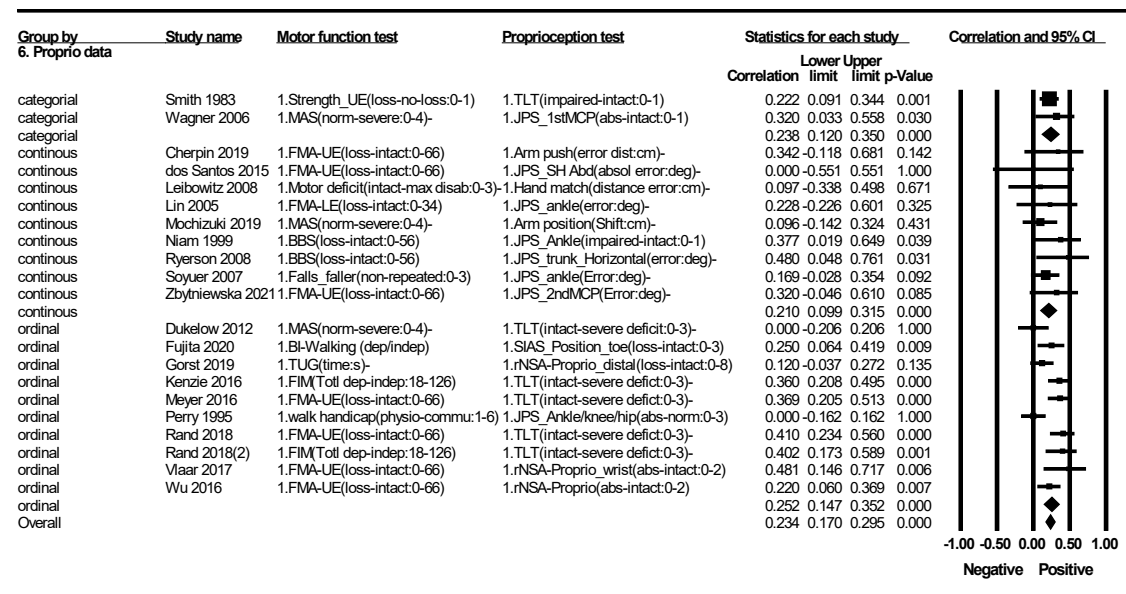 Group by Study name Motor function test Proprioception test Statistics for each study Correlation and 95% CI
6. Proprio data
Lower Upper
Correlation limit limit p-Value
categorial Smith 1983 1.Strength_UE(loss-no-loss:0-1) 1.TLT(impaired-intact:0-1) 0.222 0.091 0.344 0.001
categorial Wagner 2006 1.MAS(norm-severe:0-4)- 1.JPS_1stMCP(abs-intact:0-1) 0.320 0.033 0.558 0.030
categorial 0.238 0.120 0.350 0.000
continous Cherpin 2019 1.FMA-UE(loss-intact:0-66) 1.Arm push(error dist:cm)- 0.342 -0.118 0.681 0.142
continous dos Santos 2015 1.FMA-UE(loss-intact:0-66) 1.JPS_SH Abd(absol error:deg)- 0.000 -0.551 0.551 1.000
continous Leibowitz 2008 1.Motor deficit(intact-max disab:0-3)- 1.Hand match(distance error:cm)- 0.097 -0.338 0.498 0.671
continous Lin 2005 1.FMA-LE(loss-intact:0-34) 1.JPS_ankle(error:deg)- 0.228 -0.226 0.601 0.325
continous Mochizuki 2019 1.MAS(norm-severe:0-4)- 1.Arm position(Shift:cm)- 0.096 -0.142 0.324 0.431
continous Niam 1999 1.BBS(loss-intact:0-56) 1.JPS_Ankle(impaired-intact:0-1) 0.377 0.019 0.649 0.039
continous Ryerson 2008 1.BBS(loss-intact:0-56) 1.JPS_trunk_Horizontal(error:deg)- 0.480 0.048 0.761 0.031
continous Soyuer 2007 1.Falls_faller(non-repeated:0-3) 1.JPS_ankle(Error:deg)- 0.169 -0.028 0.354 0.092
continous Zbytniewska 2021 1.FMA-UE(loss-intact:0-66) 1.JPS_2ndMCP(Error:deg)- 0.320 -0.046 0.610 0.085
continous 0.210 0.099 0.315 0.000
ordinal Dukelow 2012 1.MAS(norm-severe:0-4)- 1.TLT(intact-severe deficit:0-3)- 0.000 -0.206 0.206 1.000
ordinal Fujita 2020 1.BI-Walking (dep/indep) 1.SIAS_Position_toe(loss-intact:0-3) 0.250 0.064 0.419 0.009
ordinal Gorst 2019 1.TUG(time:s)- 1.rNSA-Proprio_distal(loss-intact:0-8) 0.120 -0.037 0.272 0.135
ordinal Kenzie 2016 1.FIM(Totl dep-indep:18-126) 1.TLT(intact-severe defict:0-3)- 0.360 0.208 0.495 0.000
ordinal Meyer 2016 1.FMA-UE(loss-intact:0-66) 1.TLT(intact-severe defict:0-3)- 0.369 0.205 0.513 0.000
ordinal Perry 1995 1.walk handicap(physio-commu:1-6) 1.JPS_Ankle/knee/hip(abs-norm:0-3) 0.000 -0.162 0.162 1.000
ordinal Rand 2018 1.FMA-UE(loss-intact:0-66) 1.TLT(intact-severe defict:0-3)- 0.410 0.234 0.560 0.000
ordinal Rand 2018(2) 1.FIM(Totl dep-indep:18-126) 1.TLT(intact-severe defict:0-3)- 0.402 0.173 0.589 0.001
ordinal Vlaar 2017 1.FMA-UE(loss-intact:0-66) 1.rNSA-Proprio_wrist(abs-intact:0-2) 0.481 0.146 0.717 0.006
ordinal Wu 2016 1.FMA-UE(loss-intact:0-66) 1.rNSA-Proprio(abs-intact:0-2) 0.220 0.060 0.369 0.007
ordinal 0.252 0.147 0.352 0.000
Overall 0.234 0.170 0.295 0.000
-1.00 -0.50 0.00 0.50 1.00
Negative Positive